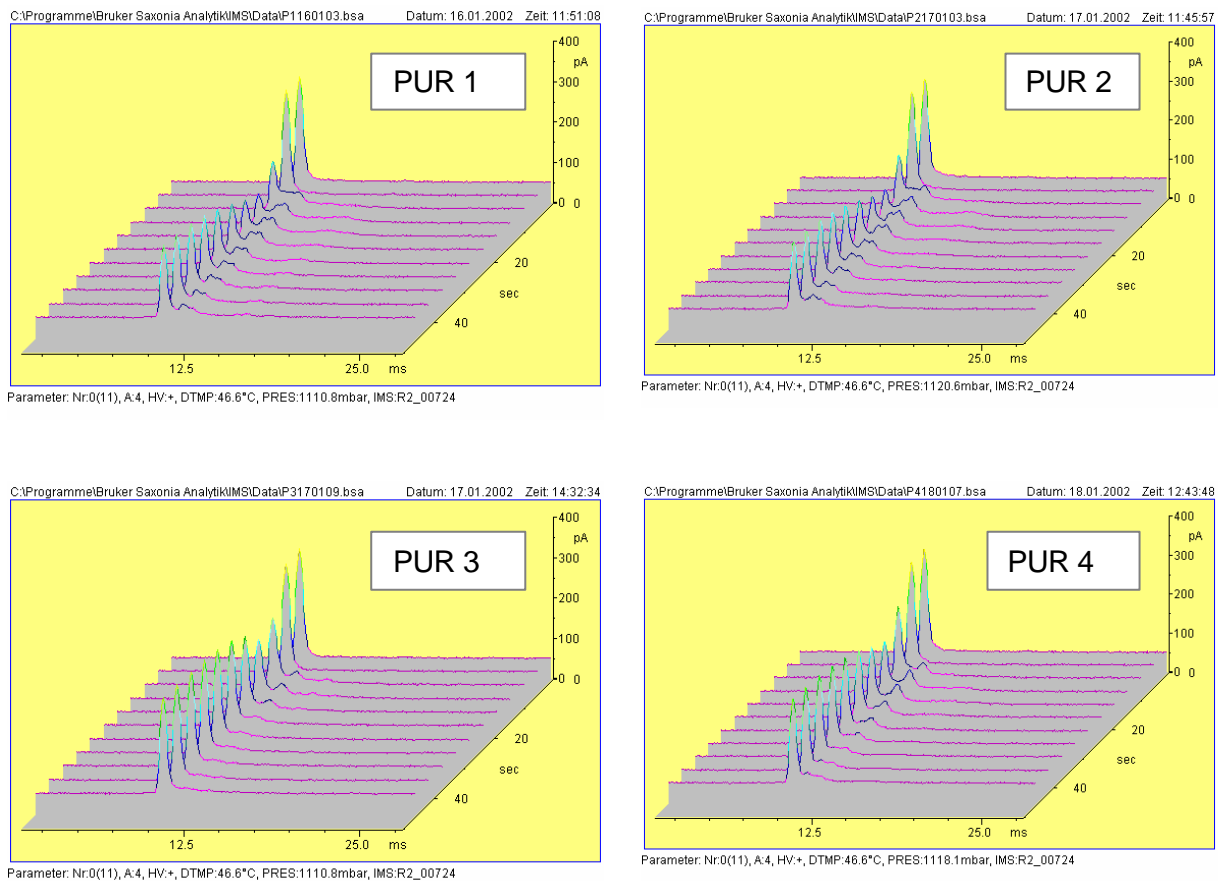 C:\Programme\Bruker Saxonia Analytik\IMS\Data\P1160103.bsa Datum: 16.01.2002 Zeit: 11:51:08
PUR 1
400
pA
300
200
100
0 0
20
sec
40
12.5 25.0 ms
Parameter: Nr:0(11), A:4, HV:+, DTMP:46.6°C, PRES:1110.8mbar, IMS:R2_00724
C:\Programme\Bruker Saxonia Analytik\IMS\Data\P2170103.bsa Datum: 17.01.2002 Zeit: 11:45:57
PUR 2
400
pA
300
200
100
0 0
20
sec
40
12.5 25.0 ms
Parameter: Nr:0(11), A:4, HV:+, DTMP:46.6°C, PRES:1120.6mbar, IMS:R2_00724
C:\Programme\Bruker Saxonia Analytik\IMS\Data\P3170109.bsa Datum: 17.01.2002 Zeit: 14:32:34
PUR 3
400
pA
300
200
100
0 0
20
sec
40
12.5 25.0 ms
Parameter: Nr:0(11), A:4, HV:+, DTMP:46.6°C, PRES:1110.8mbar, IMS:R2_00724
C:\Programme\Bruker Saxonia Analytik\IMS\Data\P4180107.bsa Datum: 18.01.2002 Zeit: 12:43:48
PUR 4
400
pA
300
200
100
0 0
20
sec
40
12.5 25.0 ms
Parameter: Nr:0(11), A:4, HV:+, DTMP:46.6°C, PRES:1118.1mbar, IMS:R2_00724